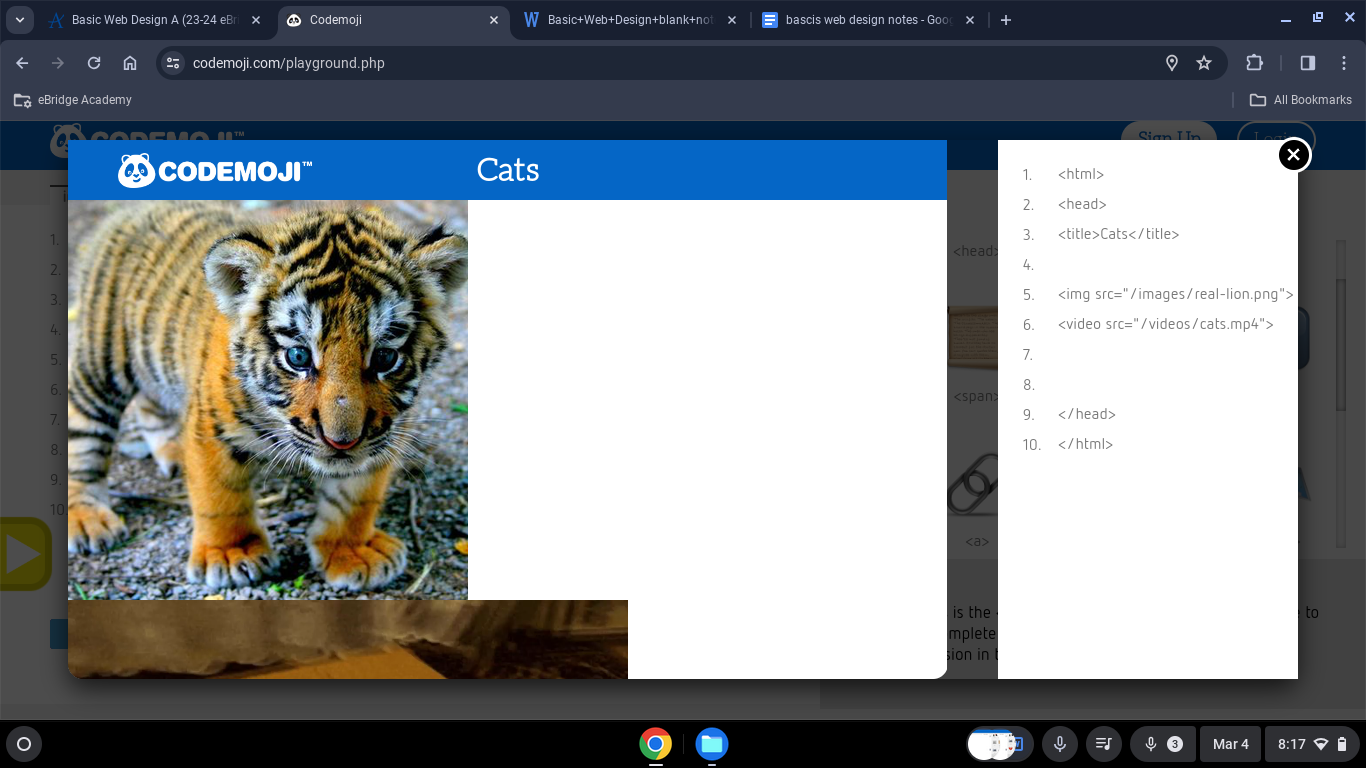 Basic Web Design A (23-24 eBri
Codemoji
Basic+Web+Design+blank+not
bascis web design notes - Goog
codemoji.com/playground.php
eBridge Academy
All Bookmarks
CODEMOJI™
Sign Up
Login
CODEMOJI™
Cats
1. <html>
2. <head>
3. <title>Cats</title>
4.
5. <img src="/images/real-lion.png">
6. <video src="/videos/cats.mp4">
7.
8.
9. </head>
10. </html>
1.
2.
3.
4.
5.
6.
7.
8.
9.
10
<head>
<span>
<a>
is the
to
mplete
sion in
3
Mar 4
8:17